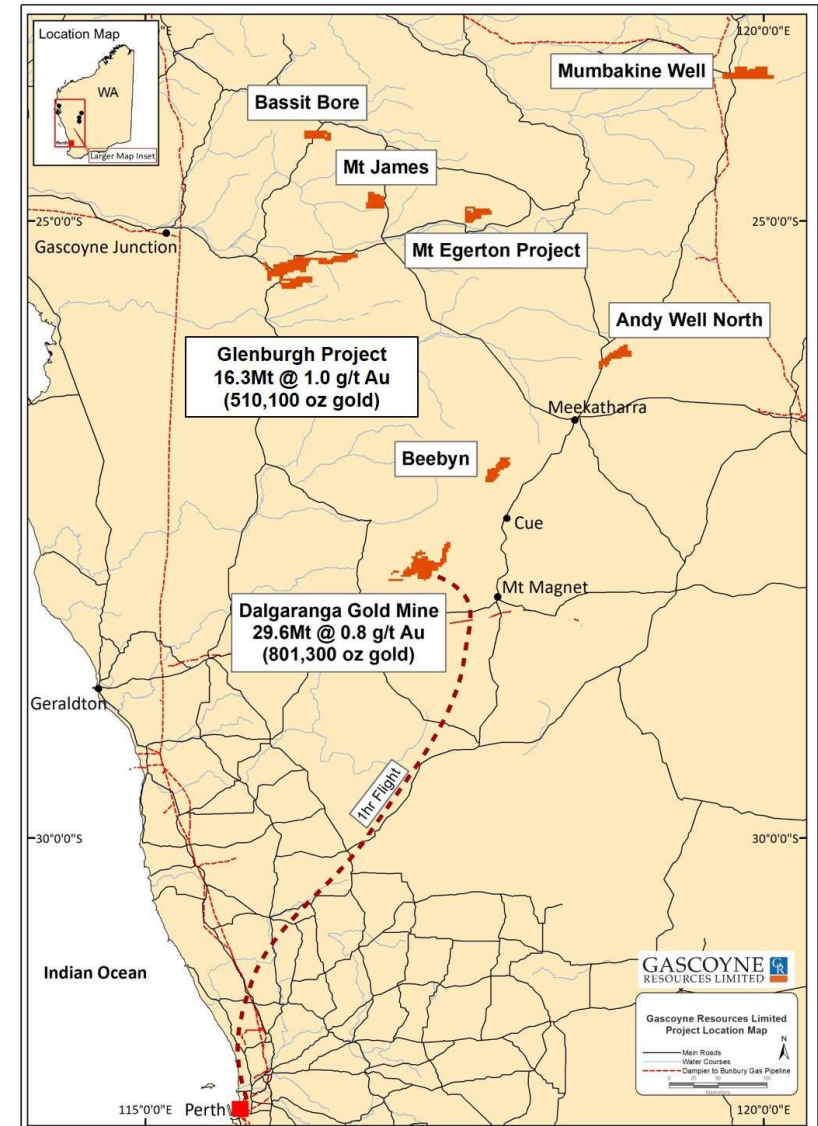 Location Map
WA
Perth
Larger Map Inset
"E
120°0'0"E
Mumbakine Well
Bassit Bore
Mt James
25°0'0"S
25°0'0"S
Gascoyne Junction
Mt Egerton Project
Andy Well North
Glenburgh Project
16.3Mt @ 1.0 g/t Au
(510,100 oz gold)
Meekatharra
Beebyn
Cue
Mt Magnet
Dalgaranga Gold Mine
29.6Mt @ 0.8 g/t Au
(801,300 oz gold)
Geraldton
1hr Flight
30°0'0"S
30°0'0"S
Indian Ocean
GASCOYNE
RESOURCES LIMITED
GR
Gascoyne Resources Limited
Project Location Map
N
Main Roads
Water Courses
Dampier to Bunbury Gas Pipeline
0 25 50 100
Kilometers
115°0'0"E
Perth
120°0'0"E